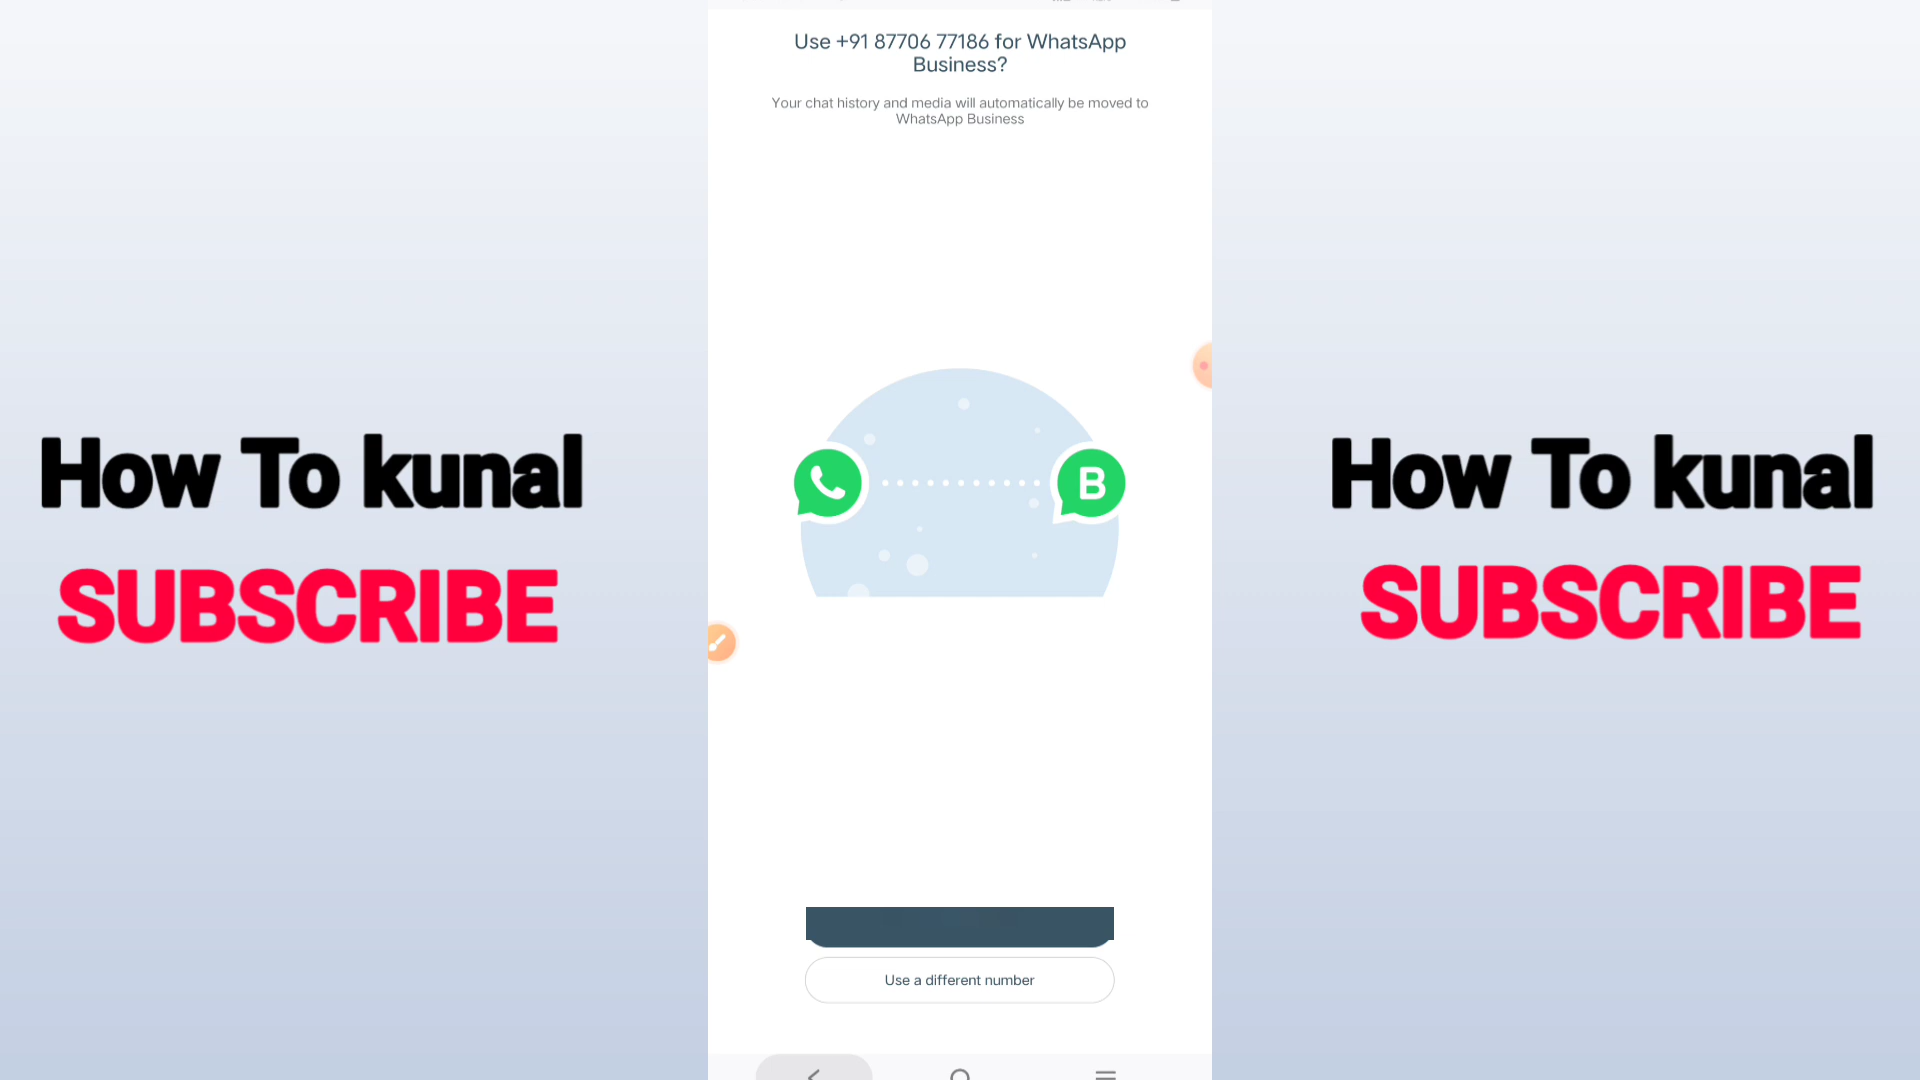 Use +91 87706 77186 for WhatsApp
Business?
Your chat history and media will automatically be moved to
WhatsApp Business
How To kunal
SUBSCRIBE
B
How To kunal
SUBSCRIBE
Use a different number